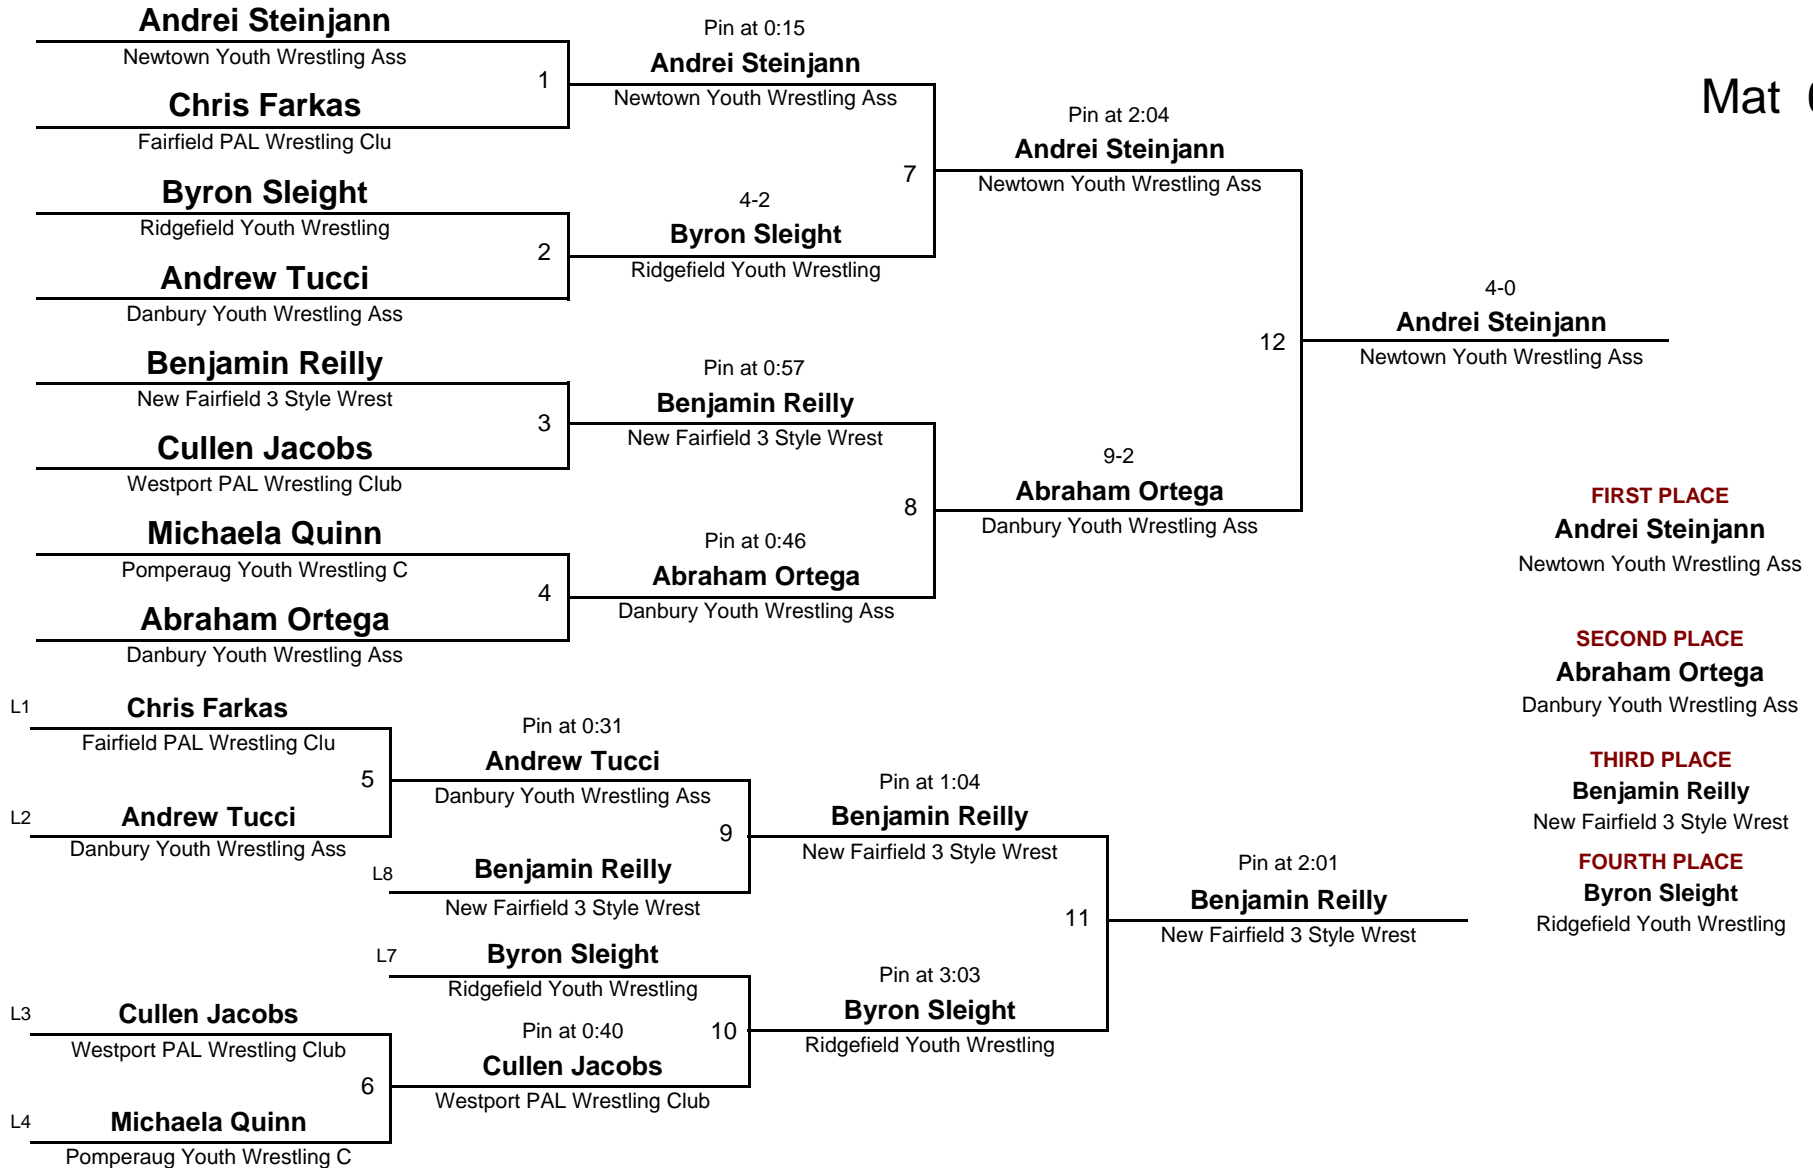 Andrei Steinjann
Newtown Youth Wrestling Ass
1
Chris Farkas
Fairfield PAL Wrestling Clu
Byron Sleight
Ridgefield Youth Wrestling
2
Andrew Tucci
Danbury Youth Wrestling Ass
Benjamin Reilly
New Fairfield 3 Style Wrest
3
Cullen Jacobs
Westport PAL Wrestling Club
Michaela Quinn
Pomperaug Youth Wrestling C
4
Abraham Ortega
Danbury Youth Wrestling Ass
Pin at 0:15
Andrei Steinjann
Newtown Youth Wrestling Ass
7
4-2
Byron Sleight
Ridgefield Youth Wrestling
Pin at 0:57
Benjamin Reilly
New Fairfield 3 Style Wrest
8
Pin at 0:46
Abraham Ortega
Danbury Youth Wrestling Ass
Pin at 2:04
Andrei Steinjann
Newtown Youth Wrestling Ass
12
9-2
Abraham Ortega
Danbury Youth Wrestling Ass
4-0
Andrei Steinjann
Newtown Youth Wrestling Ass
Mat
L1 Chris Farkas
Fairfield PAL Wrestling Clu
5
L2 Andrew Tucci
Danbury Youth Wrestling Ass
L3 Cullen Jacobs
Westport PAL Wrestling Club
6
L4 Michaela Quinn
Pomperaug Youth Wrestling C
Pin at 0:31
Andrew Tucci
Danbury Youth Wrestling Ass
9
L8 Benjamin Reilly
New Fairfield 3 Style Wrest
L7 Byron Sleight
Ridgefield Youth Wrestling
10
Pin at 0:40
Cullen Jacobs
Westport PAL Wrestling Club
Pin at 1:04
Benjamin Reilly
New Fairfield 3 Style Wrest
11
Pin at 3:03
Byron Sleight
Ridgefield Youth Wrestling
Pin at 2:01
Benjamin Reilly
New Fairfield 3 Style Wrest
FIRST PLACE
Andrei Steinjann
Newtown Youth Wrestling Ass
SECOND PLACE
Abraham Ortega
Danbury Youth Wrestling Ass
THIRD PLACE
Benjamin Reilly
New Fairfield 3 Style Wrest
FOURTH PLACE
Byron Sleight
Ridgefield Youth Wrestling